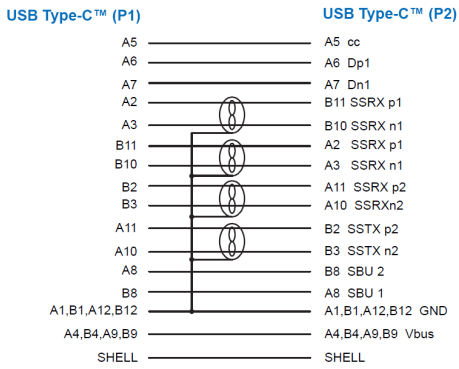 USB Type-C™ (P1) USB Type-C™ (P2)
A5 A5 cc
A6 A6 Dp1
A7 A7 Dn1
A2 B11 SSRX p1
A3 B10 SSRX n1
B11 A2 SSRX p1
B10 A3 SSRX n1
B2 A11 SSRX p2
B3 A10 SSRXn2
A11 B2 SSTX p2
A10 B3 SSTX n2
A8 B8 SBU 2
B8 A8 SBU 1
A1,B1,A12,B12 A1,B1,A12,B12 GND
A4,B4,A9,B9 A4,B4,A9,B9 Vbus
SHELL SHELL